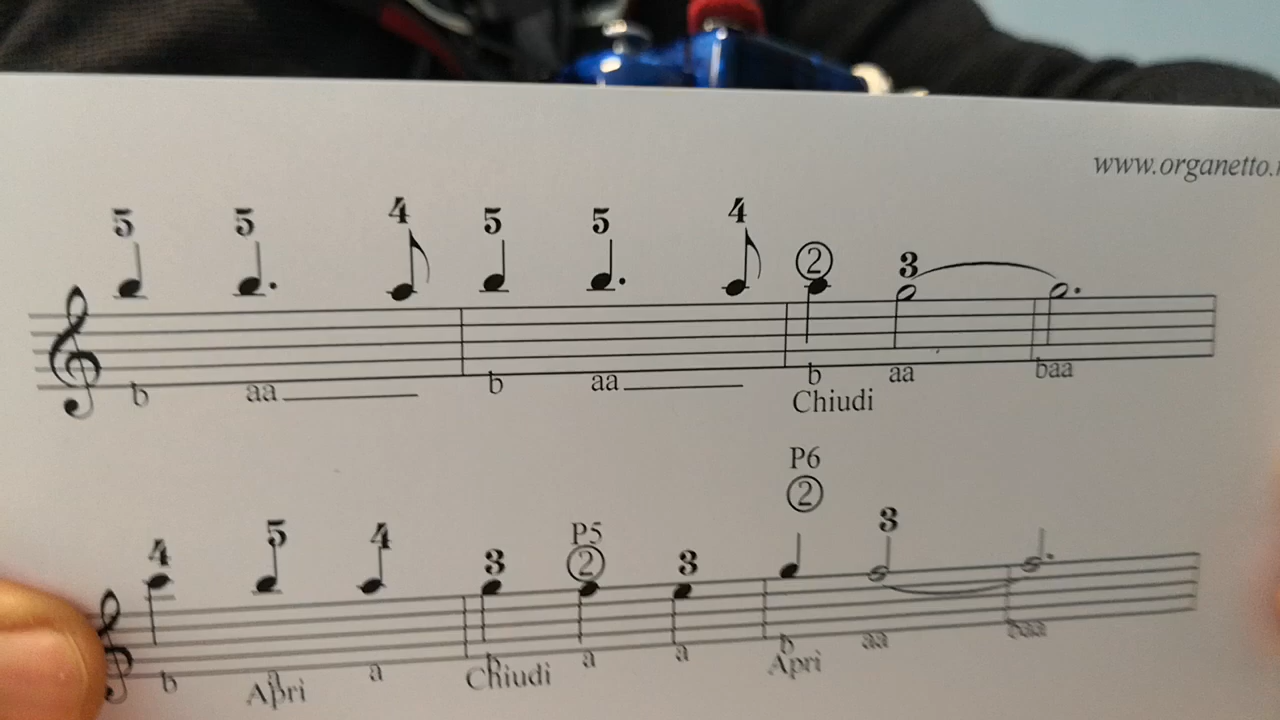 www.organetto.
5 5 4 5 5 4 ② 3
b aa b aa b aa baa
Chiudi
P6
②
4 5 4 3 P5 ② 3 3
b a a b a a b aa baa
Apri Chiudi Apri